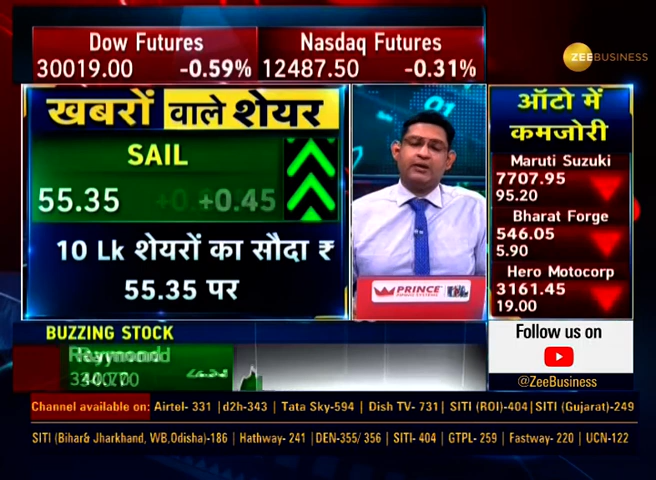 Dow Futures
30019.00 -0.59%
Nasdaq Futures
12487.50 -0.31%
ZEEBUSINESS
खबरों वाले शेयर
SAIL
55.35 +0.45
10 Lk शेयरों का सौदा ₹
55.35 पर
PRINCE
PIPING SYSTEMS
ऑटो में
कमजोरी
Maruti Suzuki
7707.95
95.20
Bharat Forge
546.05
5.90
Hero Motocorp
3161.45
19.00
BUZZING STOCK
Raymond
Follow us on
@ZeeBusiness
Channel available on: Airtel- 331 | d2h-343 | Tata Sky-594 | Dish TV- 731| SITI (ROI)-404| SITI (Gujarat)-249
SITI (Bihar& Jharkhand, WB,Odisha)-186 | Hathway- 241 |DEN-355/ 356 | SITI- 404 | GTPL- 259 | Fastway- 220 | UCN-122